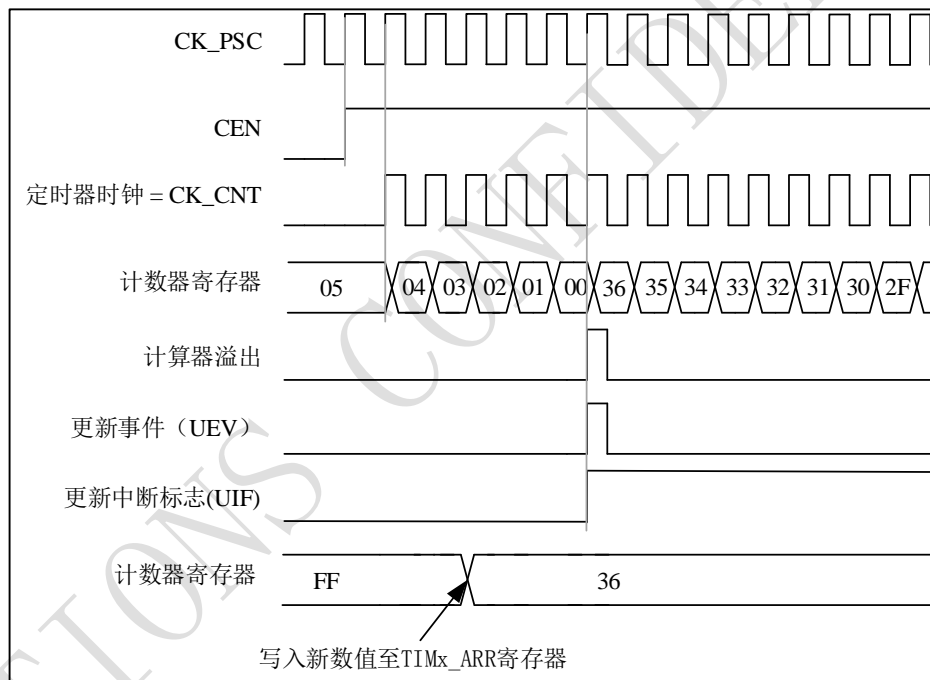 CK_PSC
CEN
定时器时钟 = CK_CNT
计数器寄存器 05 04 03 02 01 00 36 35 34 33 32 31 30 2F
计算器溢出
更新事件（UEV）
更新中断标志(UIF)
计数器寄存器 FF 36
写入新数值至TIMx_ARR寄存器
TIONS CONFIDE